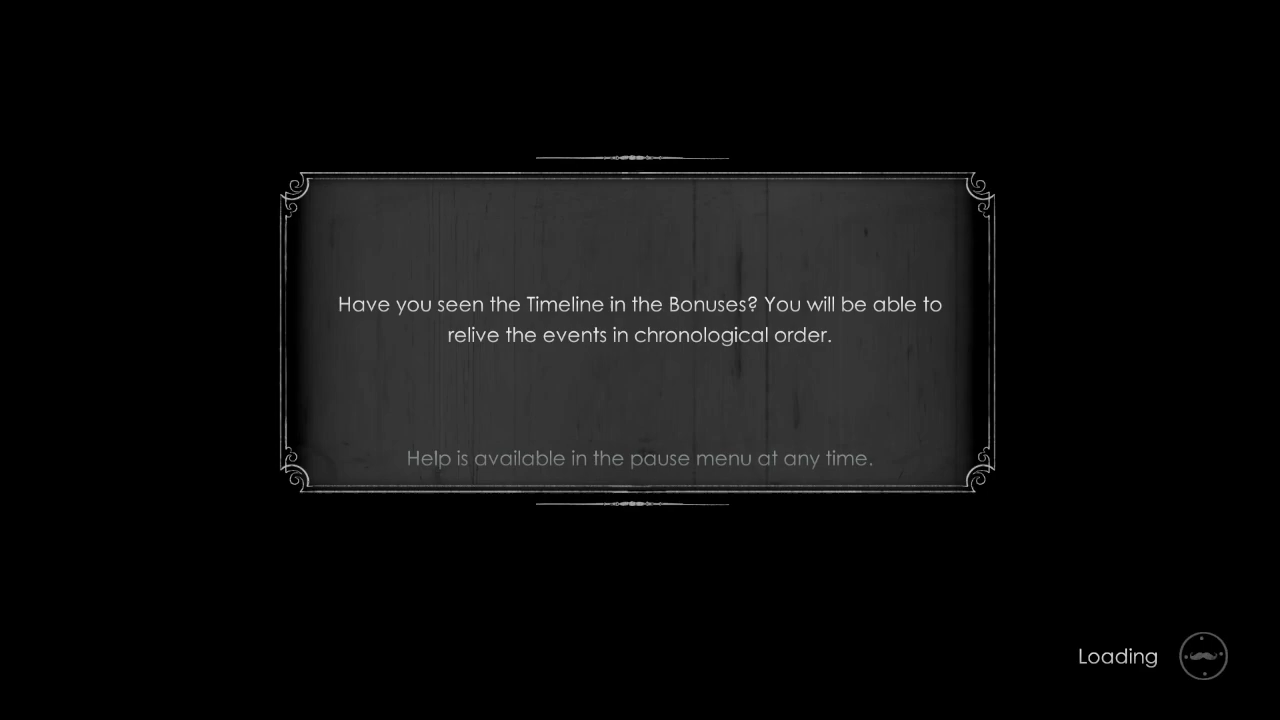 Have you seen the Timeline in the Bonuses? You will be able to
relive the events in chronological order.
Help is available in the pause menu at any time.
Loading